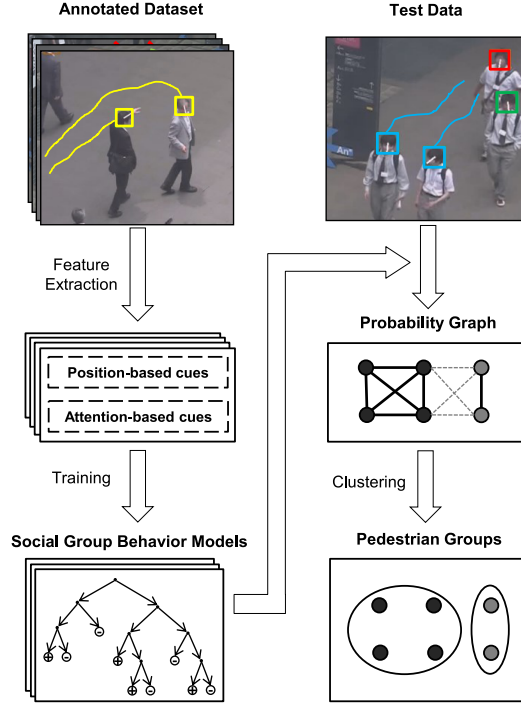 Annotated Dataset
Feature
Extraction
Position-based cues
Attention-based cues
Training
Social Group Behavior Models
+ - - + - + + -
Test Data
An
Probability Graph
Clustering
Pedestrian Groups